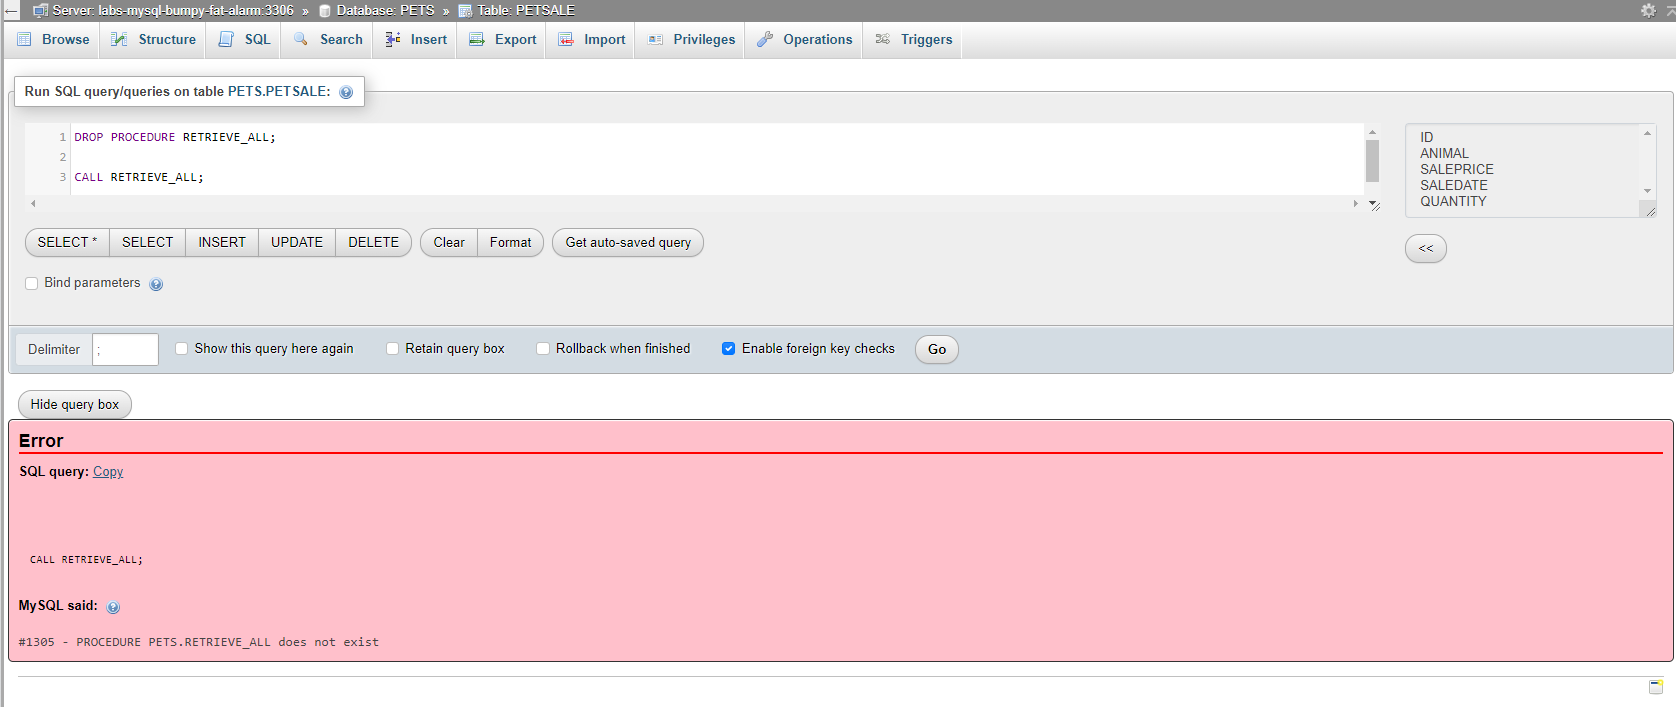 Server: labs-mysql-bumpy-fat-alarm:3306 » Database: PETS » Table: PETSALE
Browse Structure SQL Search Insert Export Import Privileges Operations Triggers
Run SQL query/queries on table PETS.PETSALE:
1 DROP PROCEDURE RETRIEVE_ALL;
2
3 CALL RETRIEVE_ALL;
ID
ANIMAL
SALEPRICE
SALEDATE
QUANTITY
SELECT * SELECT INSERT UPDATE DELETE Clear Format Get auto-saved query
<<
Bind parameters
Delimiter ; Show this query here again Retain query box Rollback when finished Enable foreign key checks Go
Hide query box
Error
SQL query: Copy
CALL RETRIEVE_ALL;
MySQL said:
#1305 - PROCEDURE PETS.RETRIEVE_ALL does not exist